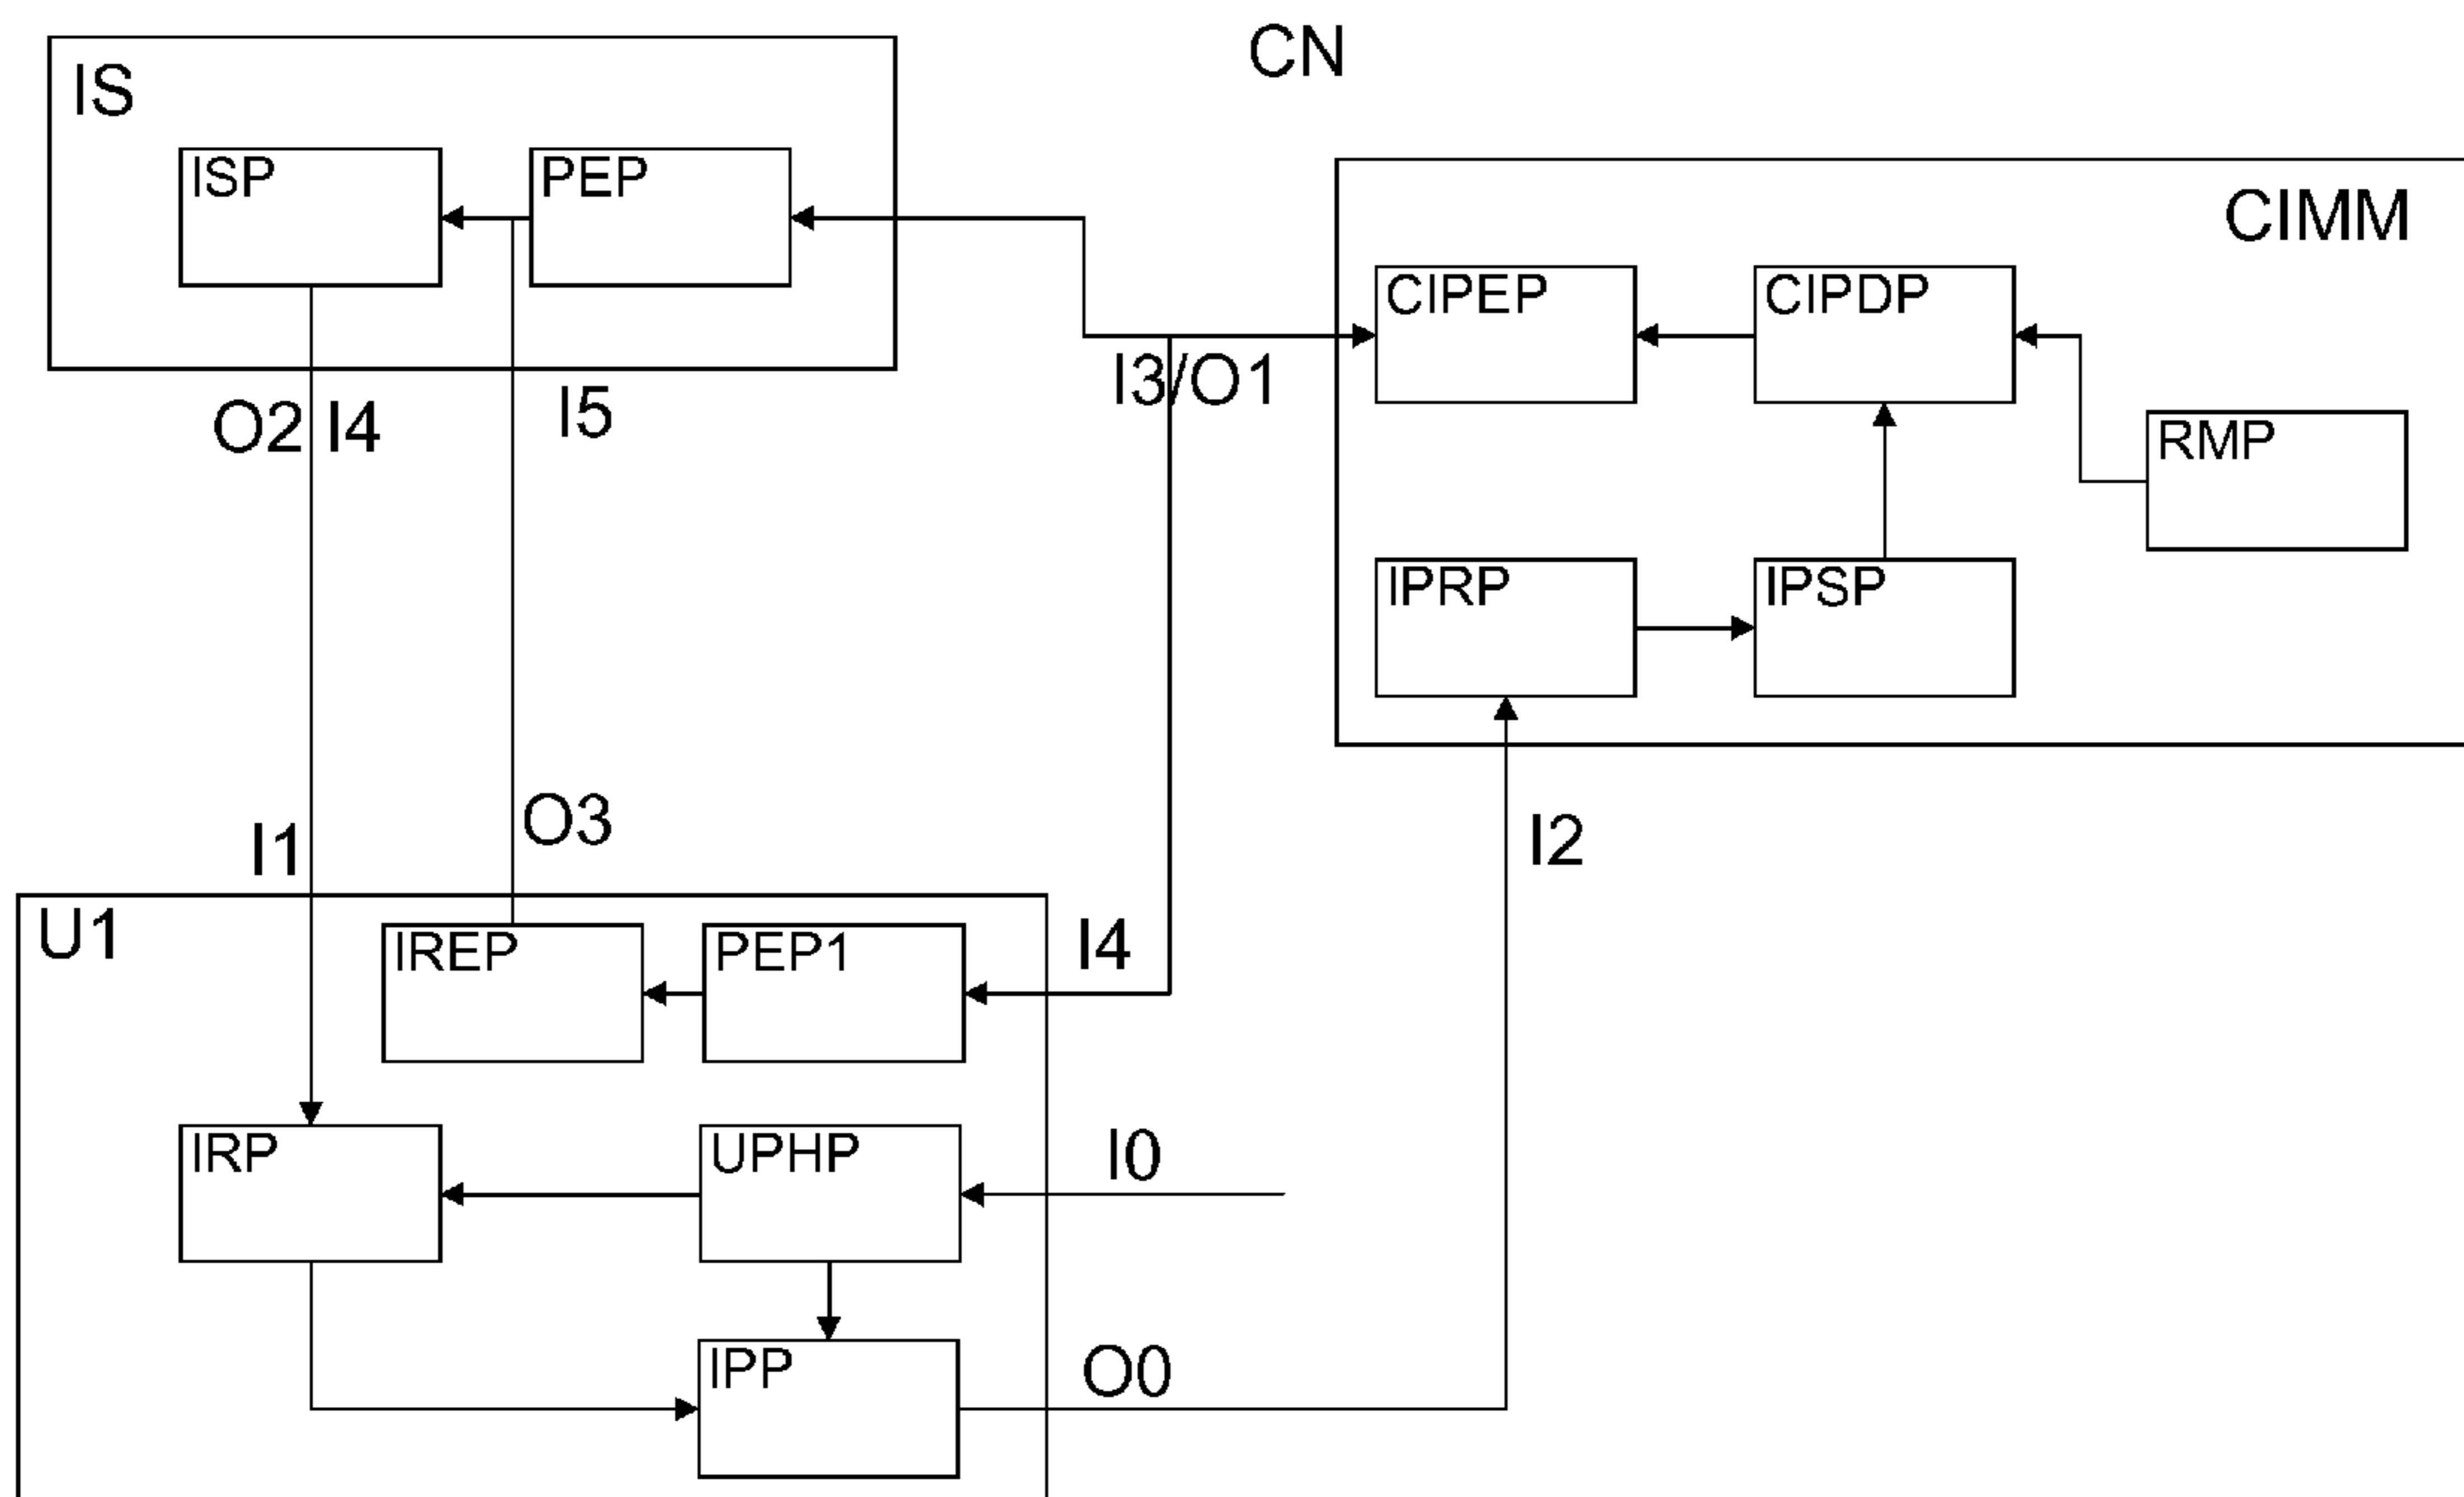 CN
IS
ISP
PEP
CIMM
CIPEP
CIPDP
I3/O1
O2
I4
I5
RMP
IPRP
IPSP
I1
O3
I2
U1
IREP
PEP1
I4
IRP
UPHP
I0
IPP
O0